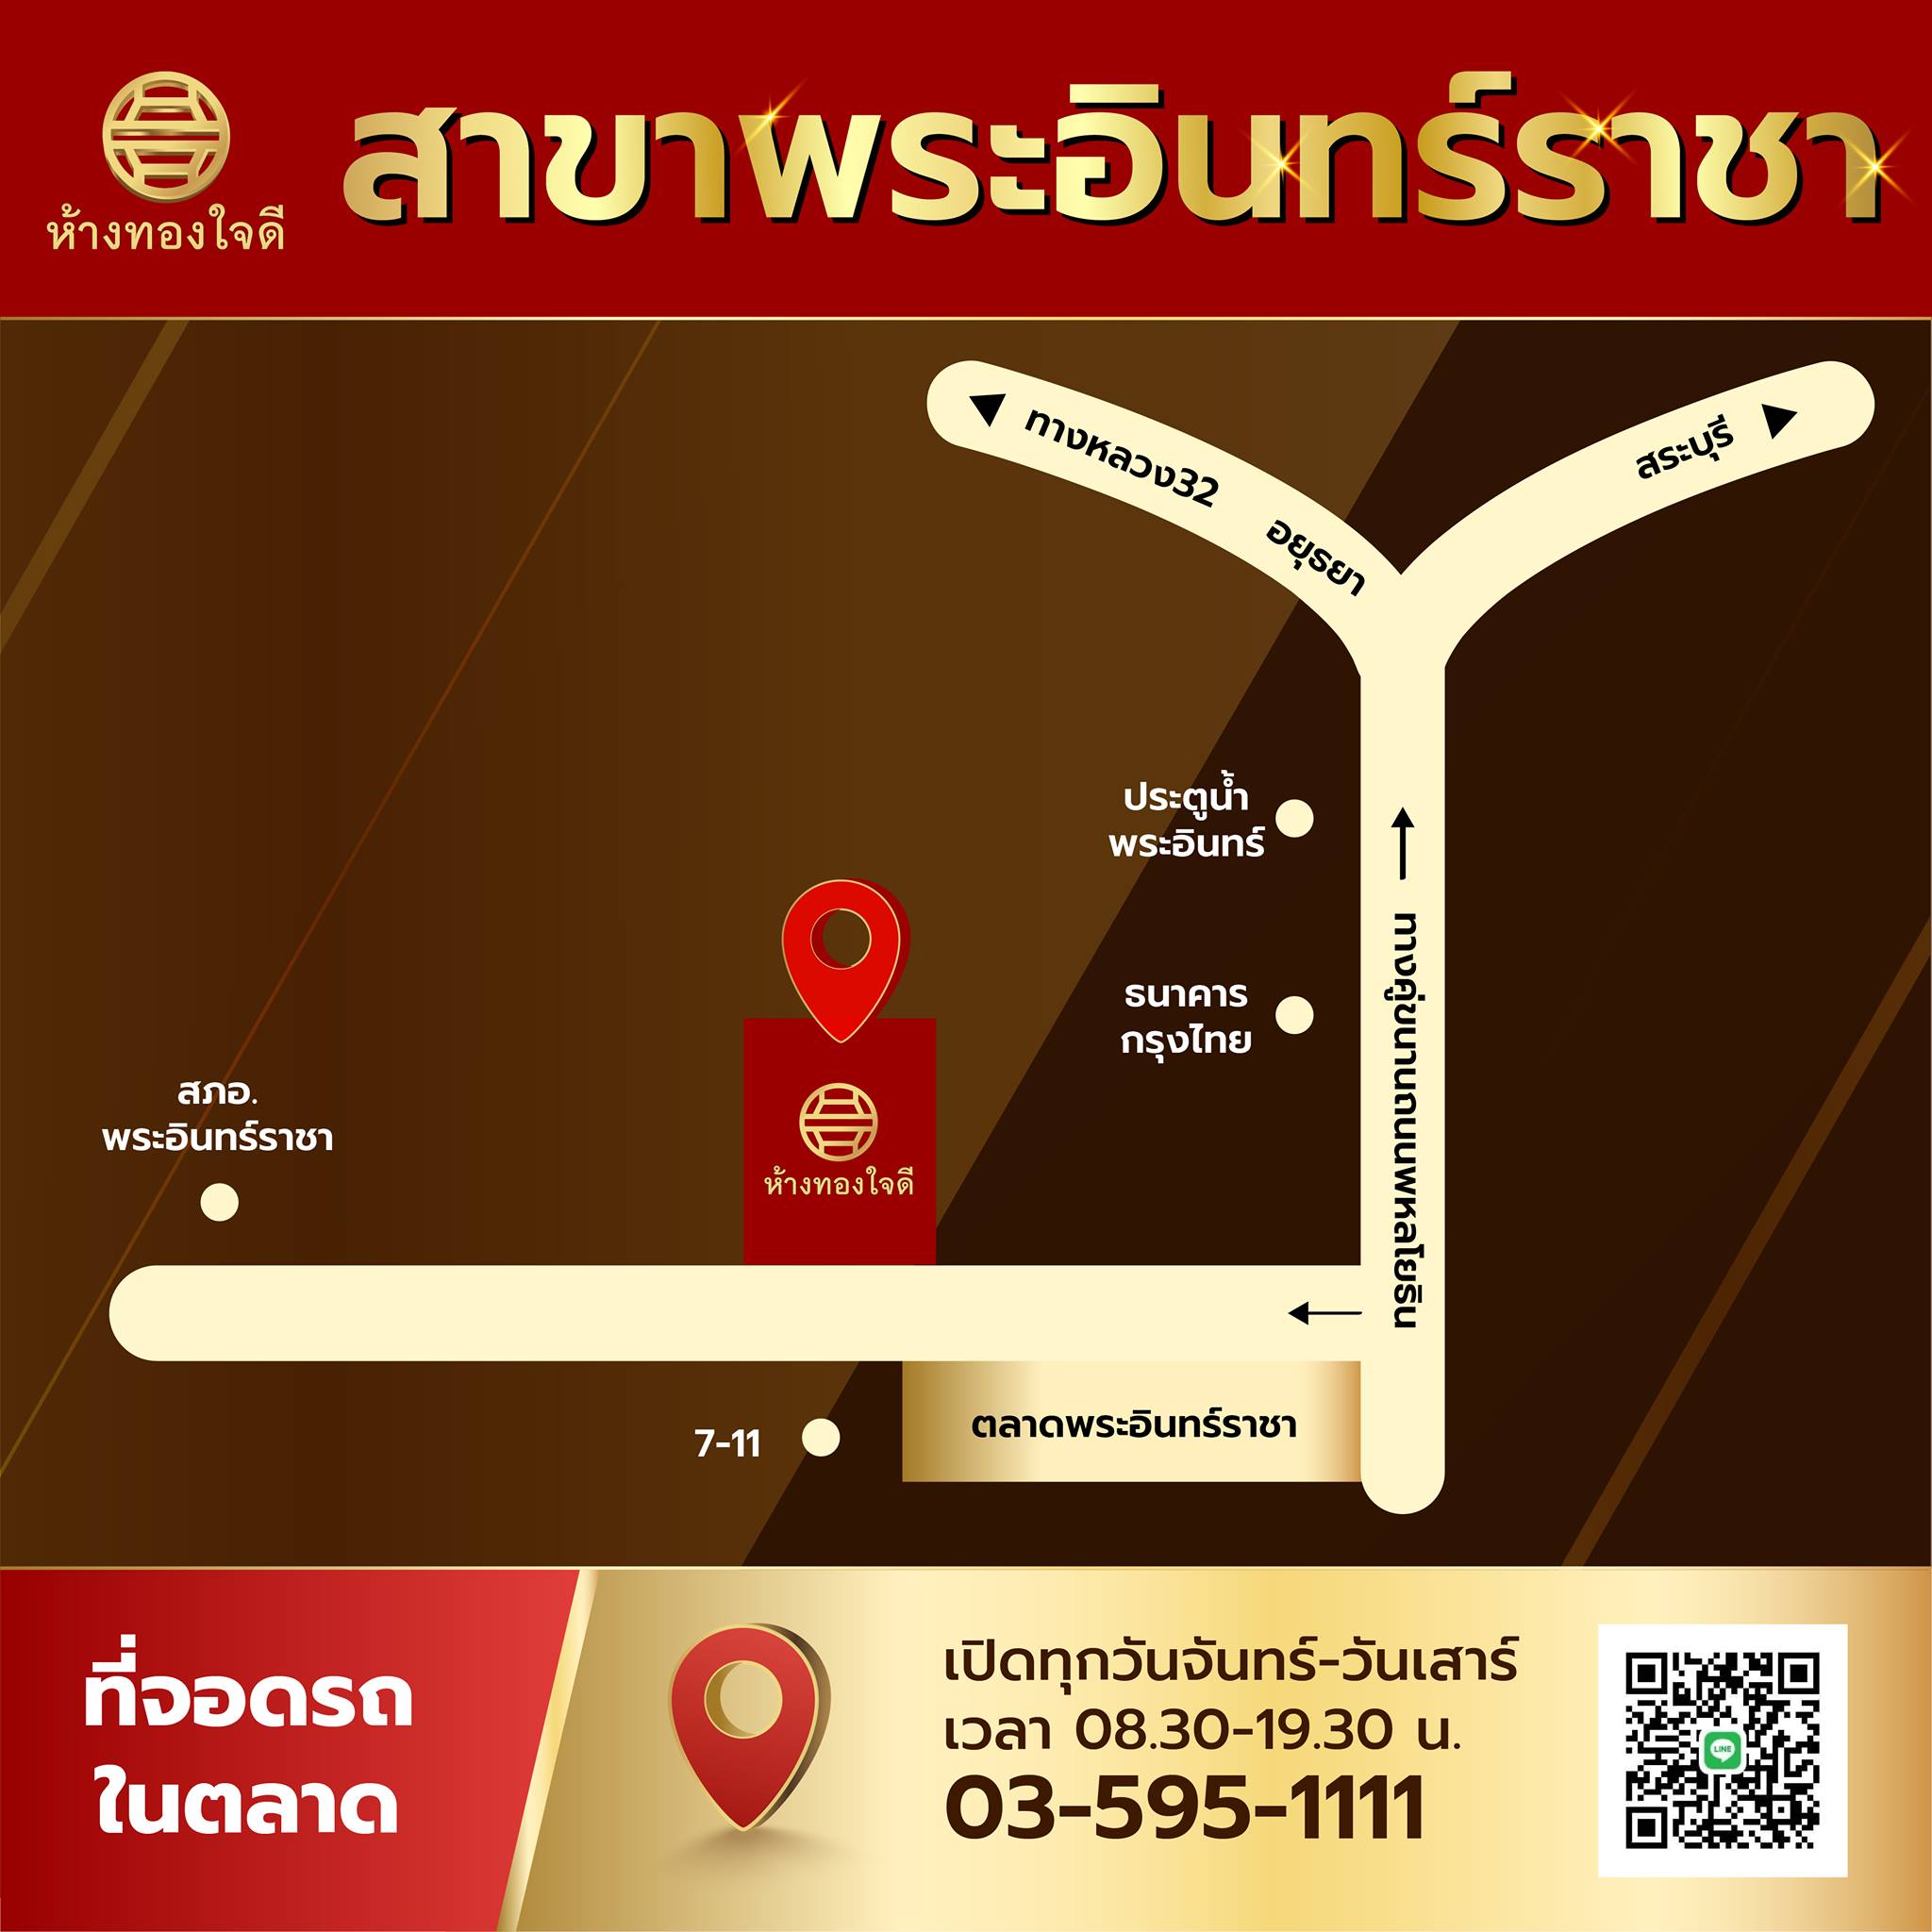 ห้างทองใจดี
สาขาพระอินทร์ราชา
ทางหลวง32 อยุธยา
สระบุรี
ประตูน้ำ
พระอินทร์
ธนาคาร
กรุงไทย
ทางคู่ขนานถนนพหลโยธิน
สภอ.
พระอินทร์ราชา
ห้างทองใจดี
7-11
ตลาดพระอินทร์ราชา
ที่จอดรถ
ในตลาด
เปิดทุกวันจันทร์-วันเสาร์
เวลา 08.30-19.30 น.
03-595-1111
LINE